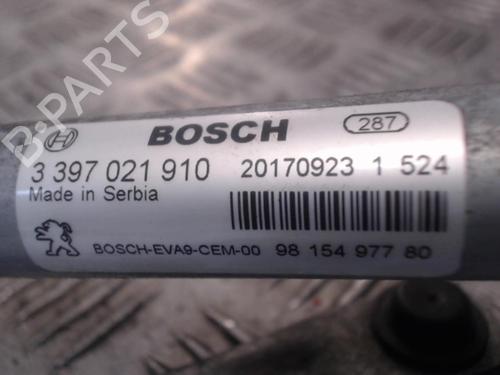 BOSCH
287
3 397 021 910
20170923 1 524
Made in Serbia
BOSCH-EVA9-CEM-00
98 154 977 80
B-PARTS